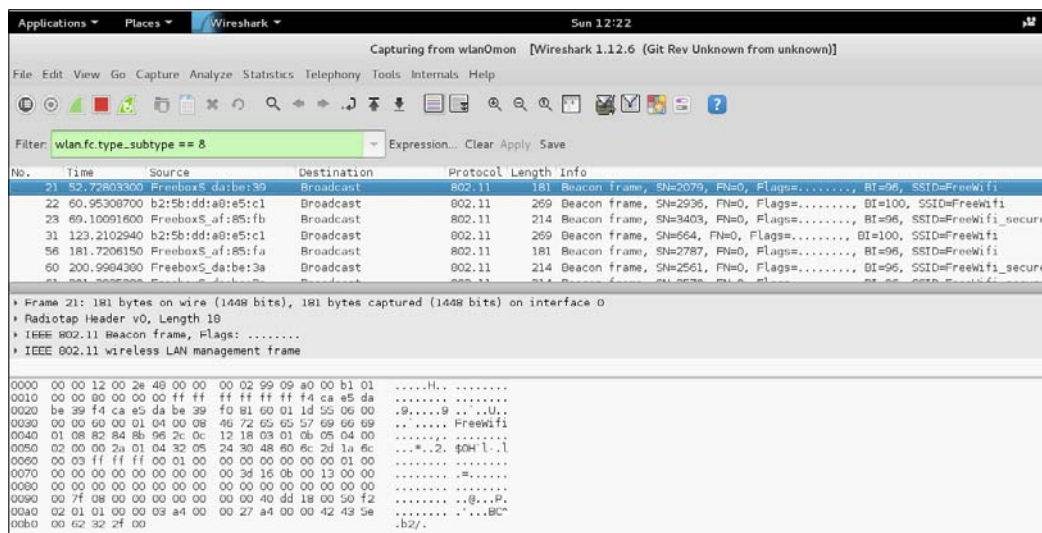 Applications Places Wireshark Sun 12:22
Capturing from wlan0mon [Wireshark 1.12.6 (Git Rev Unknown from unknown)]
File Edit View Go Capture Analyze Statistics Telephony Tools Internals Help
Filter: wlan.fc.type_subtype == 8 Expression... Clear Apply Save
No. Time Source Destination Protocol Length Info
21 52.72803300 FreeboxS_da:be:39 Broadcast 802.11 181 Beacon frame, SN=2079, FN=0, Flags=........, BI=96, SSID=FreeWifi
22 60.95308700 b2:5b:dd:a8:e5:c1 Broadcast 802.11 269 Beacon frame, SN=2936, FN=0, Flags=........, BI=100, SSID=FreeWifi
23 69.10091600 FreeboxS_af:85:fb Broadcast 802.11 214 Beacon frame, SN=3403, FN=0, Flags=........, BI=96, SSID=FreeWifi_secure
31 123.2102940 b2:5b:dd:a8:e5:c1 Broadcast 802.11 269 Beacon frame, SN=664, FN=0, Flags=........, BI=100, SSID=FreeWifi
56 181.7206150 FreeboxS_af:85:fa Broadcast 802.11 181 Beacon frame, SN=2787, FN=0, Flags=........, BI=96, SSID=FreeWifi
60 200.9984380 FreeboxS_da:be:3a Broadcast 802.11 214 Beacon frame, SN=2561, FN=0, Flags=........, BI=96, SSID=FreeWifi_secure
Frame 21: 181 bytes on wire (1448 bits), 181 bytes captured (1448 bits) on interface 0
Radiotap Header v0, Length 18
IEEE 802.11 Beacon frame, Flags: ........
IEEE 802.11 wireless LAN management frame
0000 00 00 12 00 2e 48 00 00 00 02 99 09 a0 00 b1 01 .....H.. ........
0010 00 00 80 00 00 00 ff ff ff ff ff ff f4 ca e5 da ........ ........
0020 be 39 f4 ca e5 da be 39 f0 81 60 01 1d 55 06 00 .9.....9 ..`..U..
0030 00 00 60 00 01 04 00 08 46 72 65 65 57 69 66 69 ..`..... FreeWifi
0040 01 08 82 84 8b 96 2c 0c 12 18 03 01 0b 05 04 00 ......,. ........
0050 02 00 00 2a 01 04 32 05 24 30 48 60 6c 2d 1a 6c ...*..2. $0H`l-.l
0060 00 03 ff ff ff 00 01 00 00 00 00 00 00 00 01 00 ........ ........
0070 00 00 00 00 00 00 00 00 00 3d 16 0b 00 13 00 00 ........ .=......
0080 00 00 00 00 00 00 00 00 00 00 00 00 00 00 00 00 ........ ........
0090 00 7f 08 00 00 00 00 00 00 00 40 dd 18 00 50 f2 ........ ..@...P.
00a0 02 01 01 00 00 03 a4 00 00 27 a4 00 00 42 43 5e ........ .'...BC^
00b0 00 62 32 2f 00 .b2/.